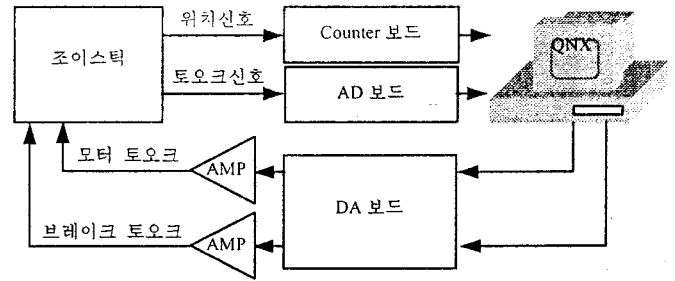 위치신호
Counter 보드
조이스틱
QNX
토오크신호
AD 보드
모터 토오크
AMP
DA 보드
브레이크 토오크
AMP